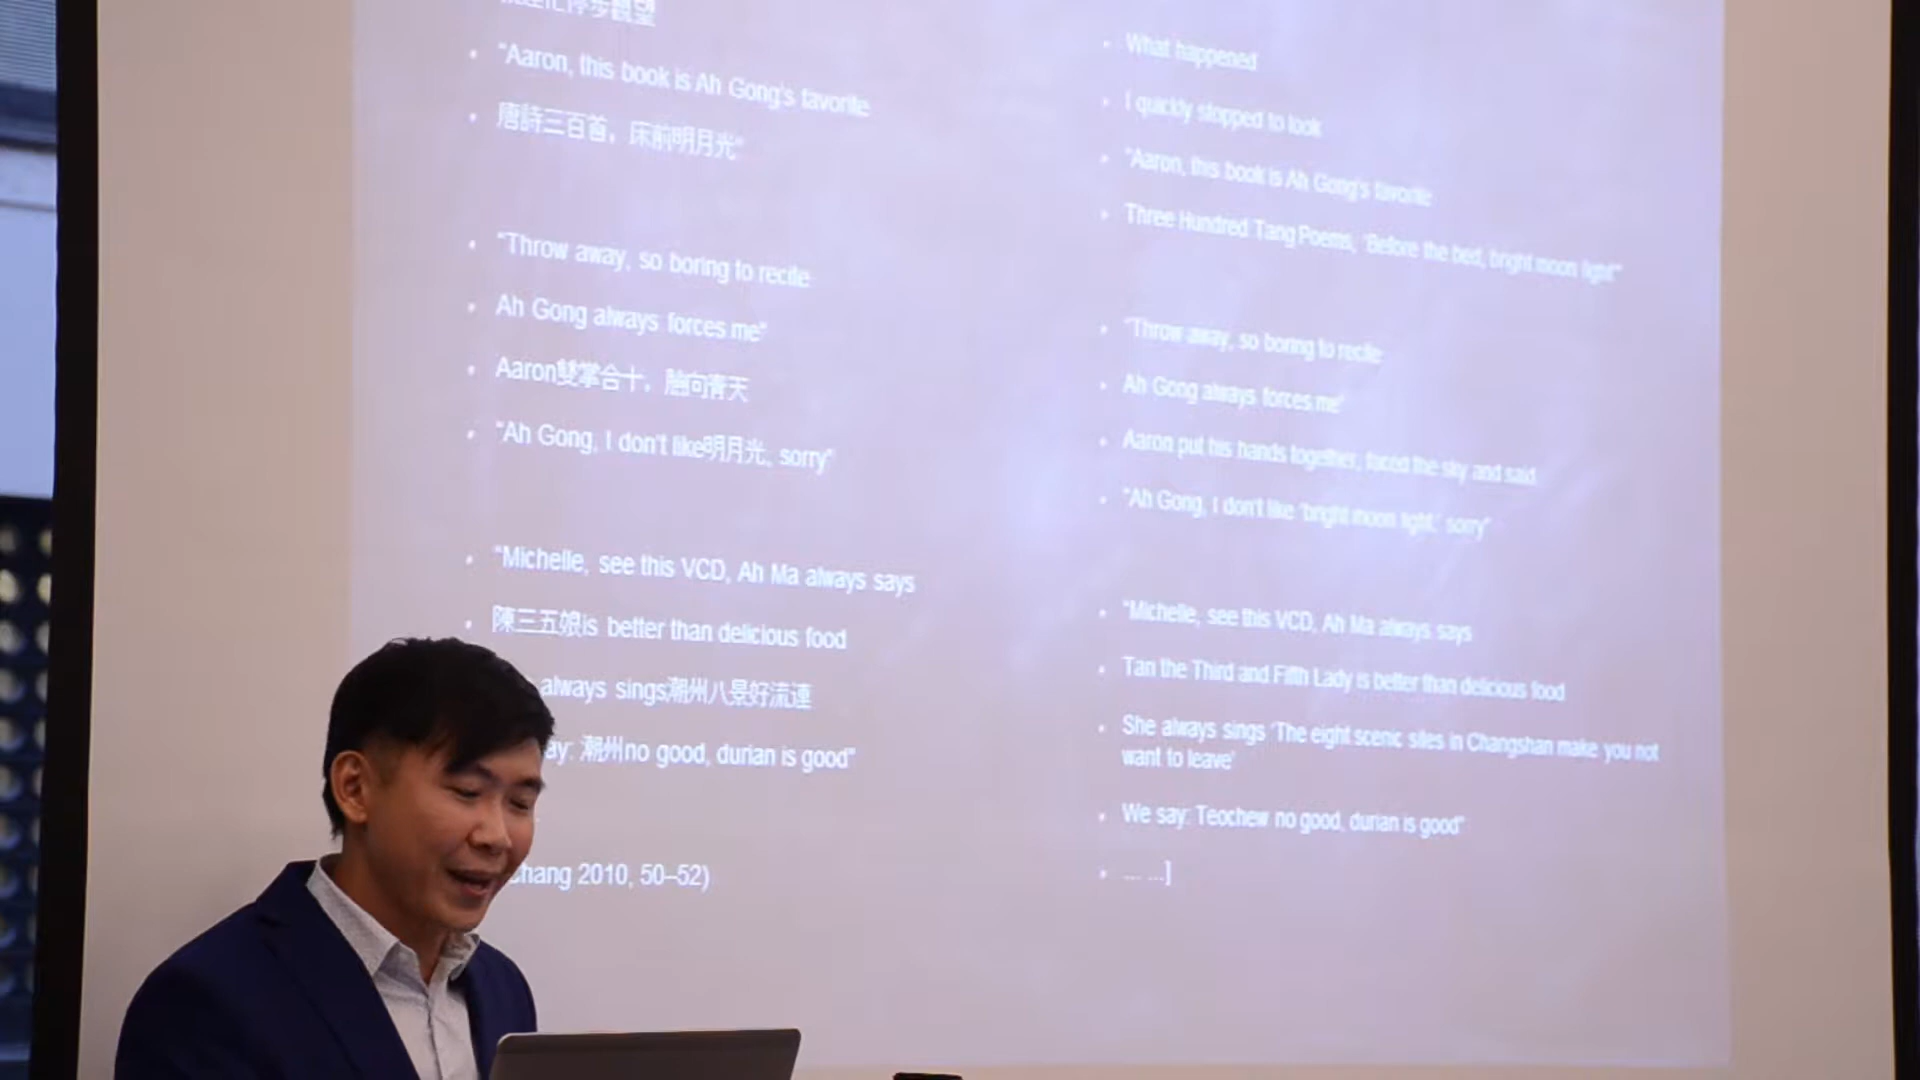 停步觀望
"Aaron, this book is Ah Gong's favorite
唐詩三百首，床前明月光"
"Throw away, so boring to recite
Ah Gong always forces me"
Aaron雙掌合十，臉向青天
"Ah Gong, I don't like明月光, sorry"
"Michelle, see this VCD, Ah Ma always says
陳三五娘is better than delicious food
always sings潮州八景好流連
ay: 潮州no good, durian is good"
hang 2010, 50–52)
What happened
I quickly stopped to look
"Aaron, this book is Ah Gong's favorite
Three Hundred Tang Poems, 'Before the bed, bright moon light'"
"Throw away, so boring to recite
Ah Gong always forces me"
Aaron put his hands together, faced the sky and said
"Ah Gong, I don't like 'bright moon light,' sorry"
"Michelle, see this VCD, Ah Ma always says
Tan the Third and Fifth Lady is better than delicious food
She always sings 'The eight scenic sites in Changshan make you not
want to leave'
We say: Teochew no good, durian is good"
... ...]